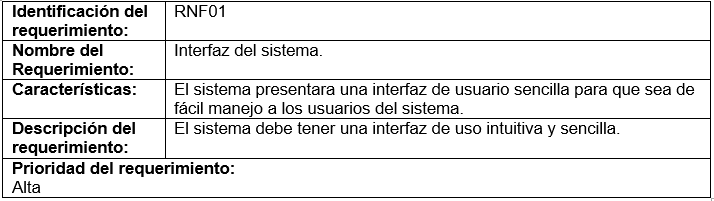 Identificación del RNF01
requerimiento:
Nombre del Interfaz del sistema.
Requerimiento:
Características: El sistema presentara una interfaz de usuario sencilla para que sea de
fácil manejo a los usuarios del sistema.
Descripción del El sistema debe tener una interfaz de uso intuitiva y sencilla.
requerimiento:
Prioridad del requerimiento:
Alta